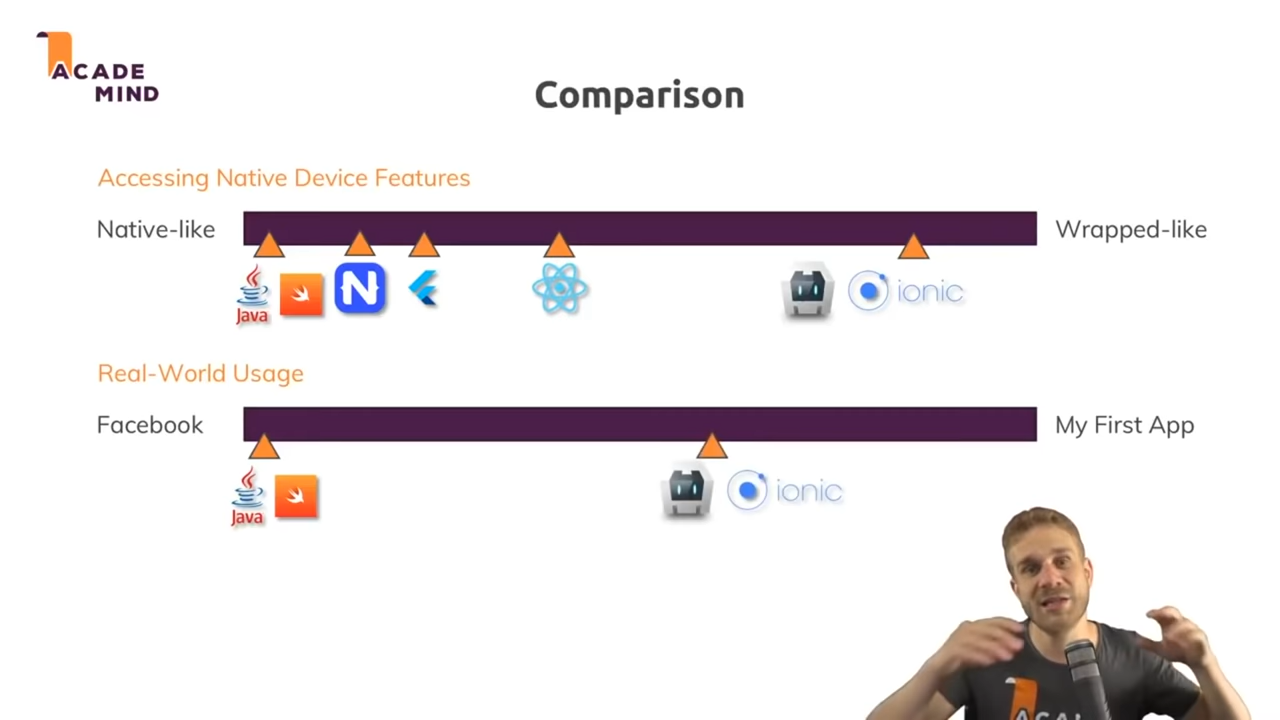 ACADE
MIND
Comparison
Accessing Native Device Features
Native-like
Wrapped-like
Java
N
ionic
Real-World Usage
Facebook
My First App
Java
ionic
ACAD